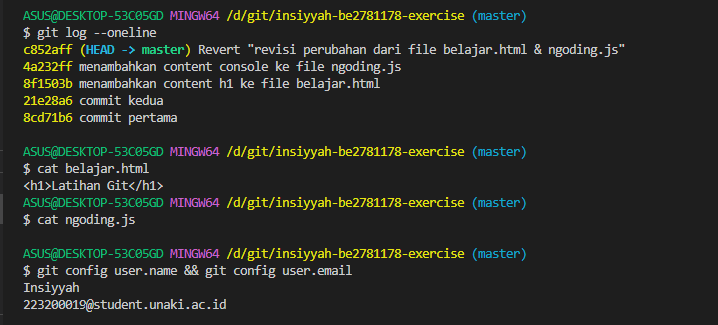 ASUS@DESKTOP-53C05GD MINGW64 /d/git/insiyyah-be2781178-exercise (master)
$ git log --oneline
c852aff (HEAD -> master) Revert "revisi perubahan dari file belajar.html & ngoding.js"
4a232ff menambahkan content console ke file ngoding.js
8f1503b menambahkan content h1 ke file belajar.html
21e28a6 commit kedua
8cd71b6 commit pertama
ASUS@DESKTOP-53C05GD MINGW64 /d/git/insiyyah-be2781178-exercise (master)
$ cat belajar.html
<h1>Latihan Git</h1>
ASUS@DESKTOP-53C05GD MINGW64 /d/git/insiyyah-be2781178-exercise (master)
$ cat ngoding.js
ASUS@DESKTOP-53C05GD MINGW64 /d/git/insiyyah-be2781178-exercise (master)
$ git config user.name && git config user.email
Insiyyah
223200019@student.unaki.ac.id